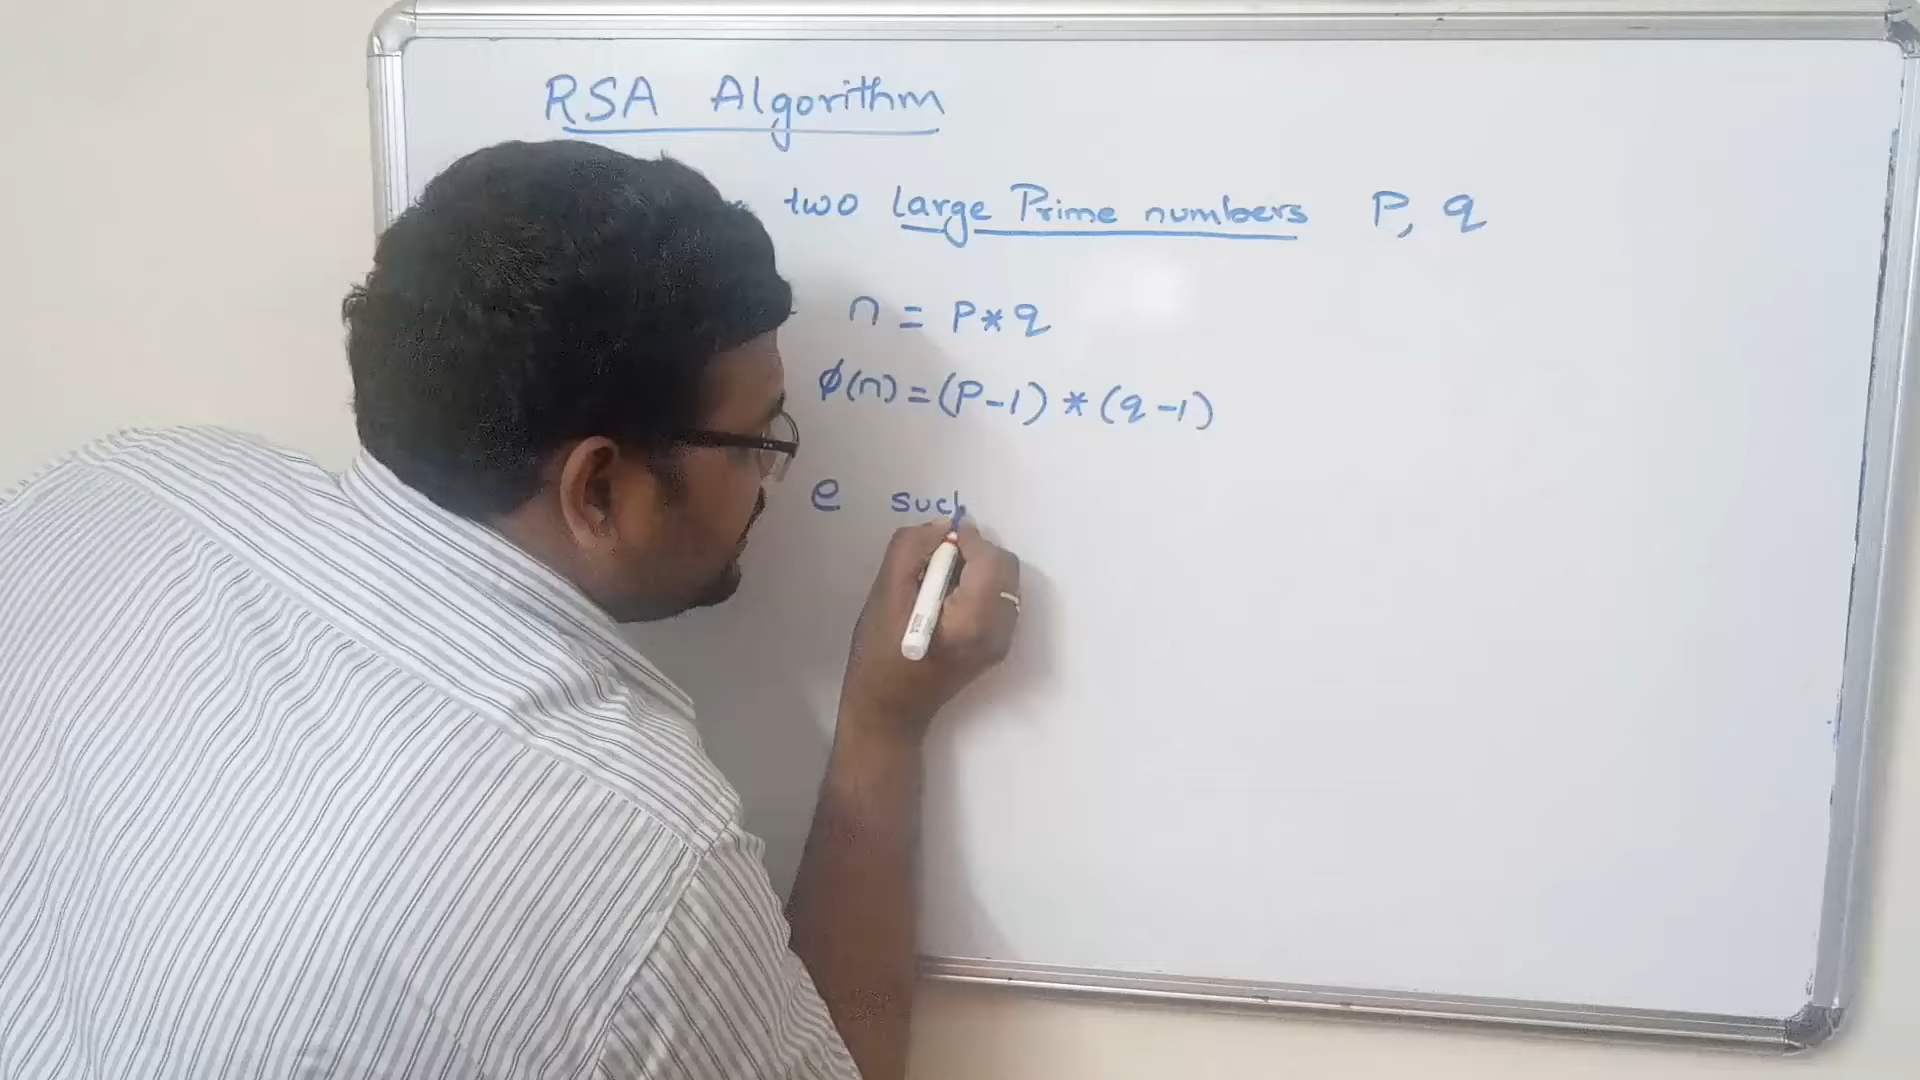 RSA Algorithm
two large Prime numbers P, q
n = P * q
ϕ(n) = (P-1) * (q-1)
e such